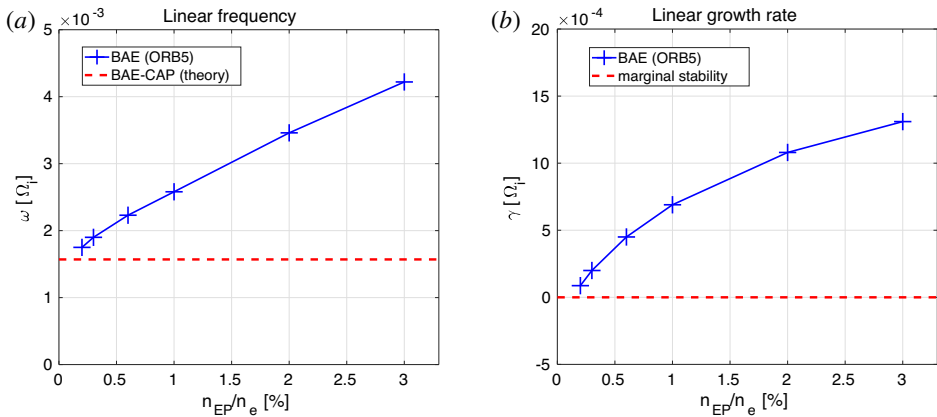 (a)
×10⁻³
Linear frequency
5
4
3
2
1
0
ω [Ωᵢ]
BAE (ORB5)
BAE-CAP (theory)
0 0.5 1 1.5 2 2.5 3
n_EP/n_e [%]
(b)
×10⁻⁴
Linear growth rate
20
15
10
5
0
-5
γ [Ωᵢ]
BAE (ORB5)
marginal stability
0 0.5 1 1.5 2 2.5 3
n_EP/n_e [%]